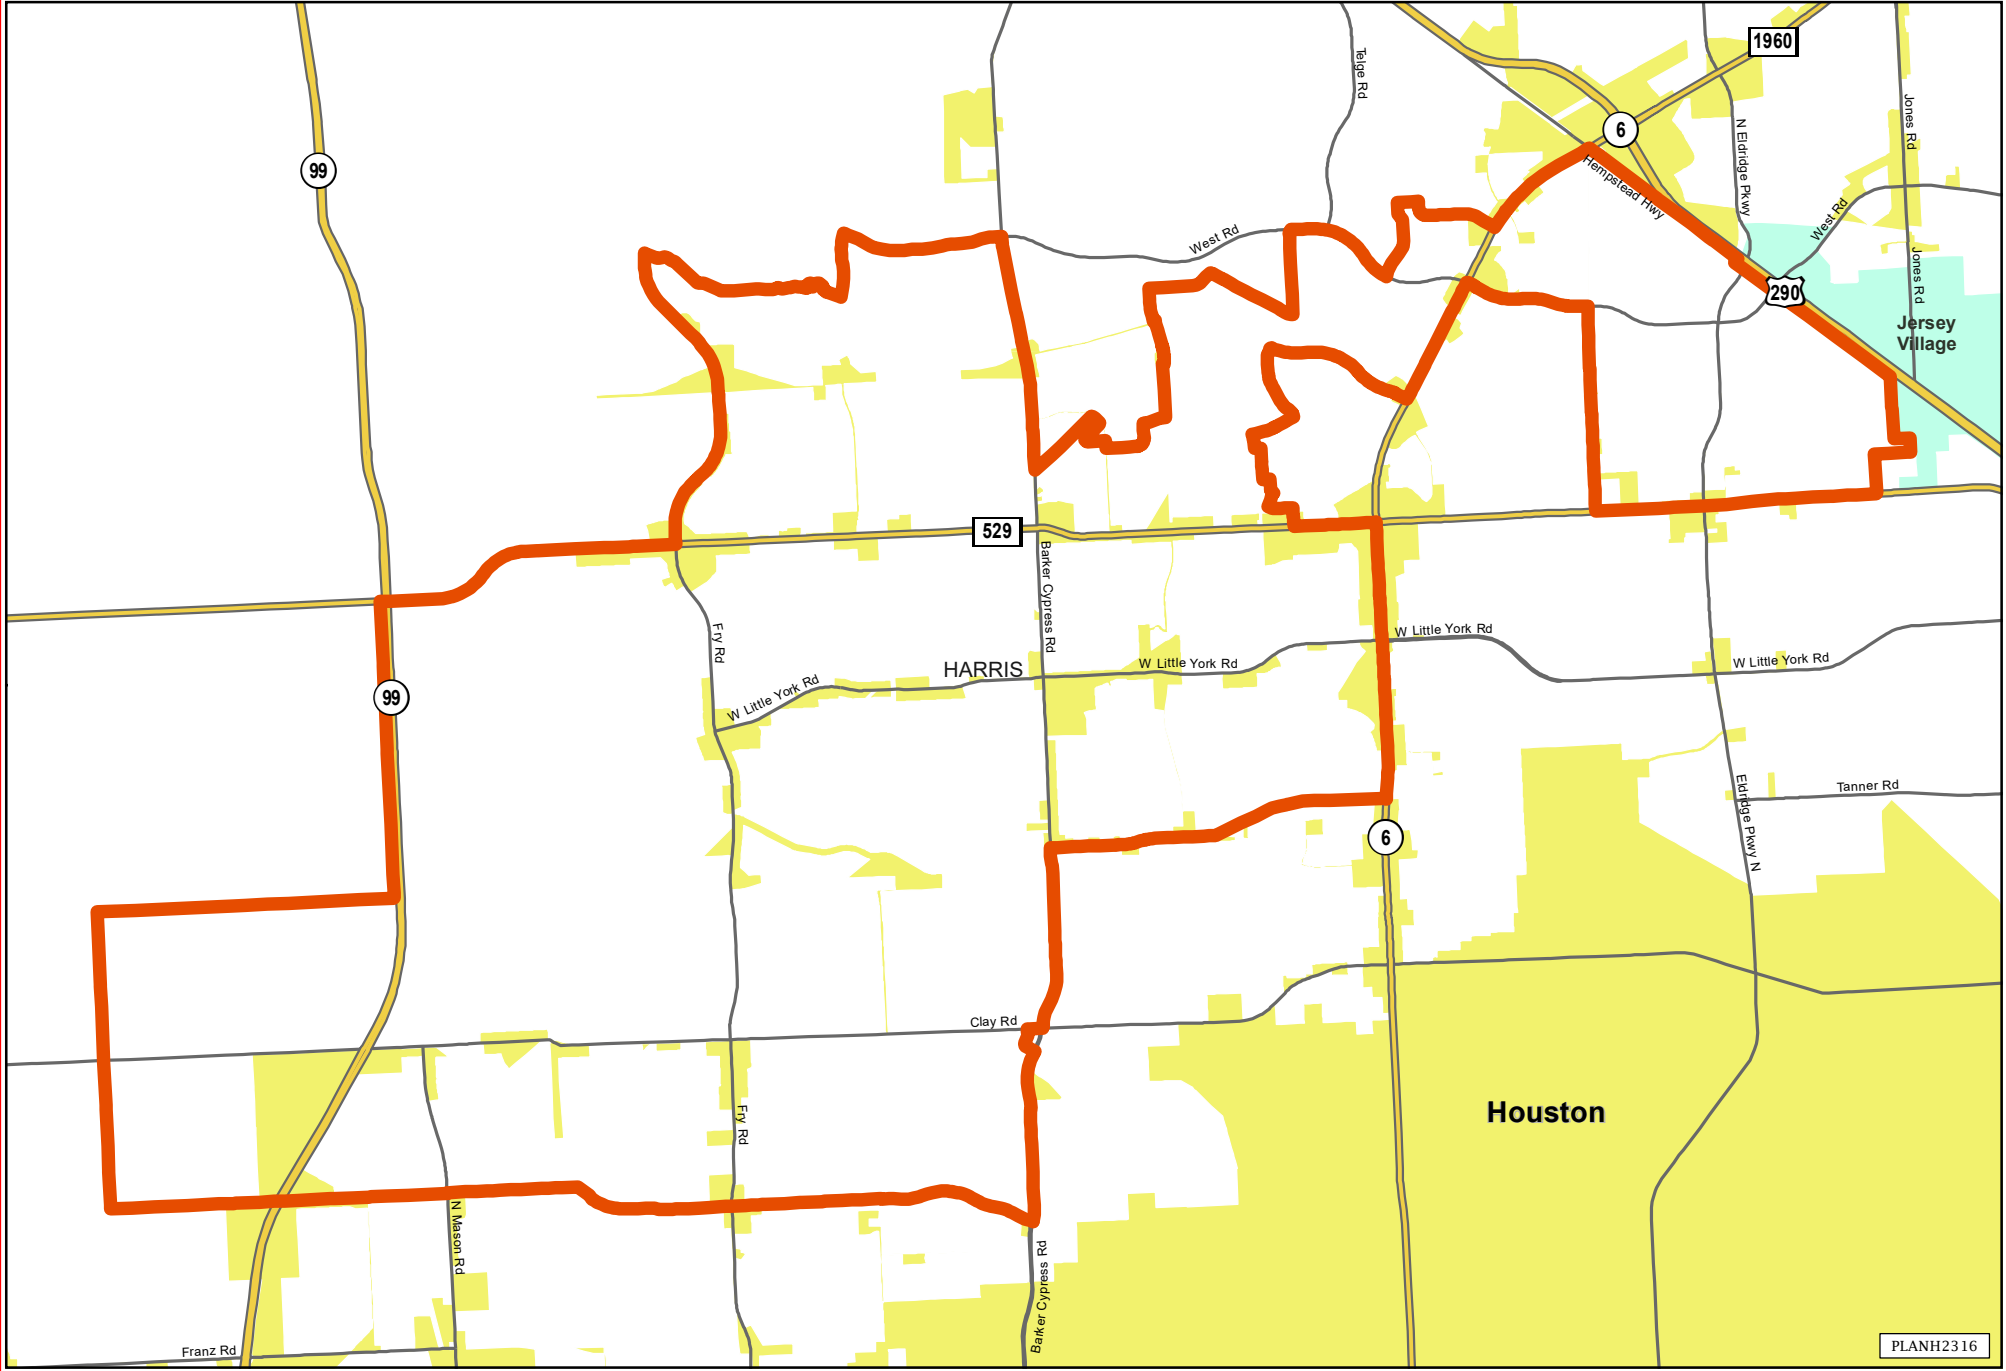 1960
Telge Rd
Jones Rd
6
N Eldridge Pkwy
99
Hempstead Hwy
West Rd
West Rd
Jones Rd
290
Jersey
Village
529
Barker Cypress Rd
Fry Rd
W Little York Rd
HARRIS
W Little York Rd
W Little York Rd
99
W Little York Rd
Tanner Rd
Eldridge Pkwy N
6
Clay Rd
Houston
Fry Rd
N Mason Rd
Barker Cypress Rd
Franz Rd
PLANH2316